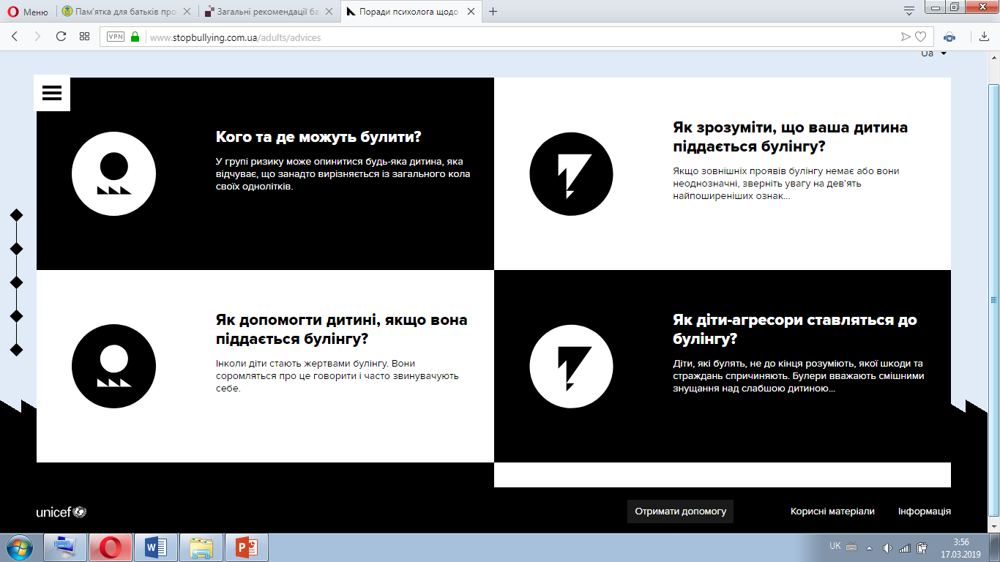 Меню
Пам'ятка для батьків про
Загальні рекомендації ба
Поради психолога щодо
VPN
www.stopbullying.com.ua/adults/advices
Ua
Кого та де можуть булити?
У групі ризику може опинитися будь-яка дитина, яка
відчуває, що занадто вирізняється із загального кола
своїх однолітків.
Як зрозуміти, що ваша дитина
піддається булінгу?
Якщо зовнішніх проявів булінгу немає або вони
неоднозначні, зверніть увагу на дев'ять
найпоширеніших ознак...
Як допомогти дитині, якщо вона
піддається булінгу?
Інколи діти стають жертвами булінгу. Вони
соромляться про це говорити і часто звинувачують
себе.
Як діти-агресори ставляться до
булінгу?
Діти, які булять, не до кінця розуміють, якої шкоди та
страждань спричиняють. Булери вважають смішними
знущання над слабшою дитиною...
unicef
Отримати допомогу
Корисні матеріали
Інформація
UK
3:56
17.03.2019